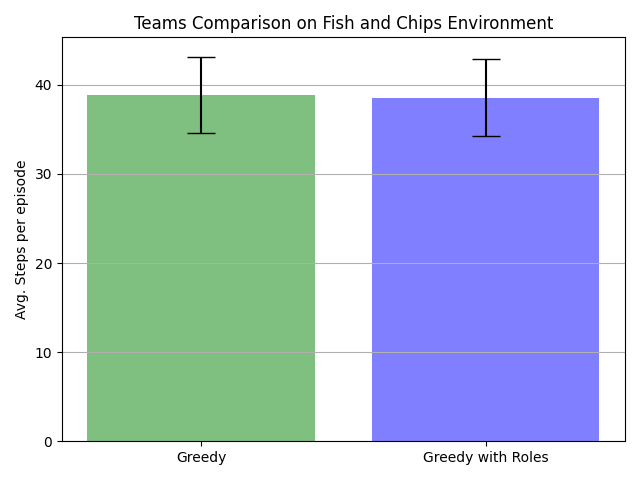 Teams Comparison on Fish and Chips Environment
Avg. Steps per episode
40
30
20
10
0
Greedy
Greedy with Roles